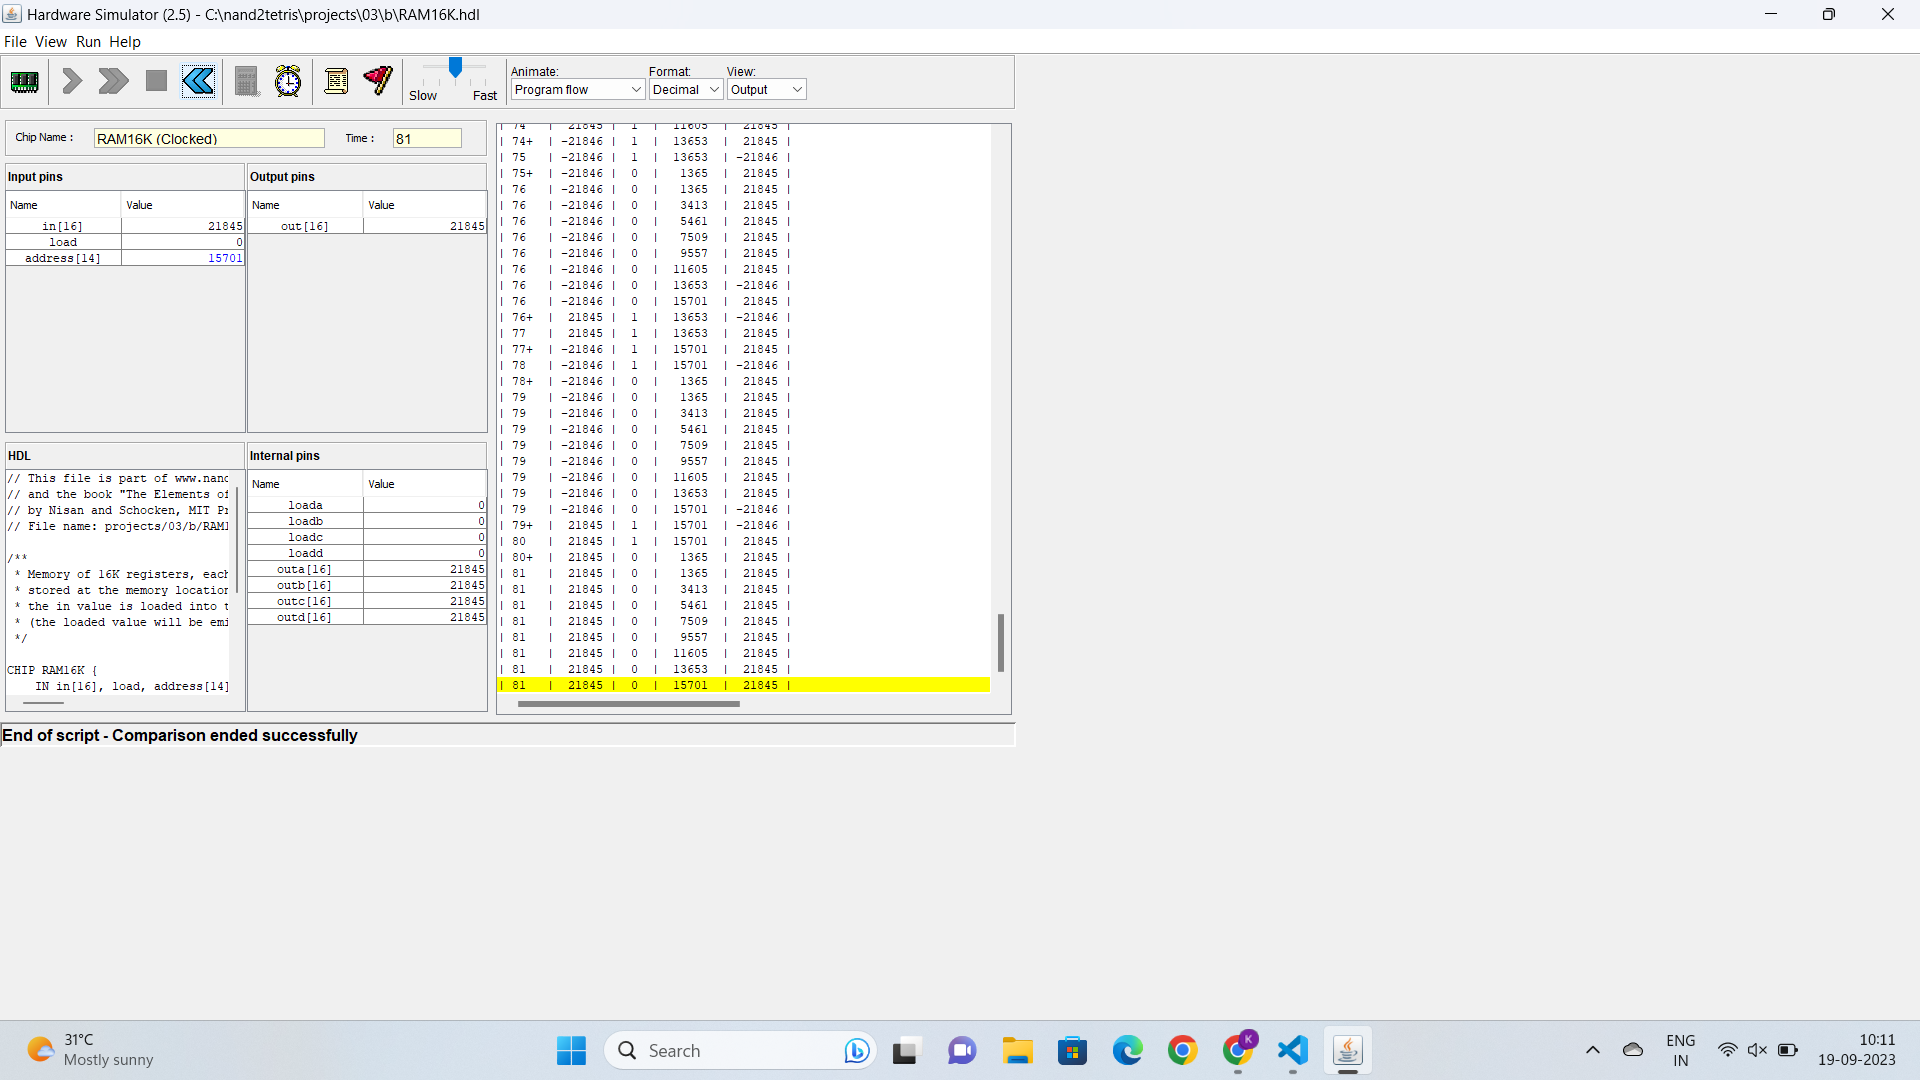 Hardware Simulator (2.5) - C:\nand2tetris\projects\03\b\RAM16K.hdl
File View Run Help
Slow Fast
Animate:
Program flow
Format:
Decimal
View:
Output
Chip Name :
RAM16K (Clocked)
Time :
81
Input pins
Name Value
in[16] 21845
load 0
address[14] 15701
Output pins
Name Value
out[16] 21845
HDL
// This file is part of www.nand
// and the book "The Elements of
// by Nisan and Schocken, MIT Pr
// File name: projects/03/b/RAM1
/**
* Memory of 16K registers, each
* stored at the memory location
* the in value is loaded into t
* (the loaded value will be emi
*/
CHIP RAM16K {
IN in[16], load, address[14]
Internal pins
Name Value
loada 0
loadb 0
loadc 0
loadd 0
outa[16] 21845
outb[16] 21845
outc[16] 21845
outd[16] 21845
| 74 | 21845 | 1 | 11605 | 21845 |
| 74+ | -21846 | 1 | 13653 | 21845 |
| 75 | -21846 | 1 | 13653 | -21846 |
| 75+ | -21846 | 0 | 1365 | 21845 |
| 76 | -21846 | 0 | 1365 | 21845 |
| 76 | -21846 | 0 | 3413 | 21845 |
| 76 | -21846 | 0 | 5461 | 21845 |
| 76 | -21846 | 0 | 7509 | 21845 |
| 76 | -21846 | 0 | 9557 | 21845 |
| 76 | -21846 | 0 | 11605 | 21845 |
| 76 | -21846 | 0 | 13653 | -21846 |
| 76 | -21846 | 0 | 15701 | 21845 |
| 76+ | 21845 | 1 | 13653 | -21846 |
| 77 | 21845 | 1 | 13653 | 21845 |
| 77+ | -21846 | 1 | 15701 | 21845 |
| 78 | -21846 | 1 | 15701 | -21846 |
| 78+ | -21846 | 0 | 1365 | 21845 |
| 79 | -21846 | 0 | 1365 | 21845 |
| 79 | -21846 | 0 | 3413 | 21845 |
| 79 | -21846 | 0 | 5461 | 21845 |
| 79 | -21846 | 0 | 7509 | 21845 |
| 79 | -21846 | 0 | 9557 | 21845 |
| 79 | -21846 | 0 | 11605 | 21845 |
| 79 | -21846 | 0 | 13653 | 21845 |
| 79 | -21846 | 0 | 15701 | -21846 |
| 79+ | 21845 | 1 | 15701 | -21846 |
| 80 | 21845 | 1 | 15701 | 21845 |
| 80+ | 21845 | 0 | 1365 | 21845 |
| 81 | 21845 | 0 | 1365 | 21845 |
| 81 | 21845 | 0 | 3413 | 21845 |
| 81 | 21845 | 0 | 5461 | 21845 |
| 81 | 21845 | 0 | 7509 | 21845 |
| 81 | 21845 | 0 | 9557 | 21845 |
| 81 | 21845 | 0 | 11605 | 21845 |
| 81 | 21845 | 0 | 13653 | 21845 |
| 81 | 21845 | 0 | 15701 | 21845 |
End of script - Comparison ended successfully
31°C
Mostly sunny
Search
K
ENG
IN
10:11
19-09-2023